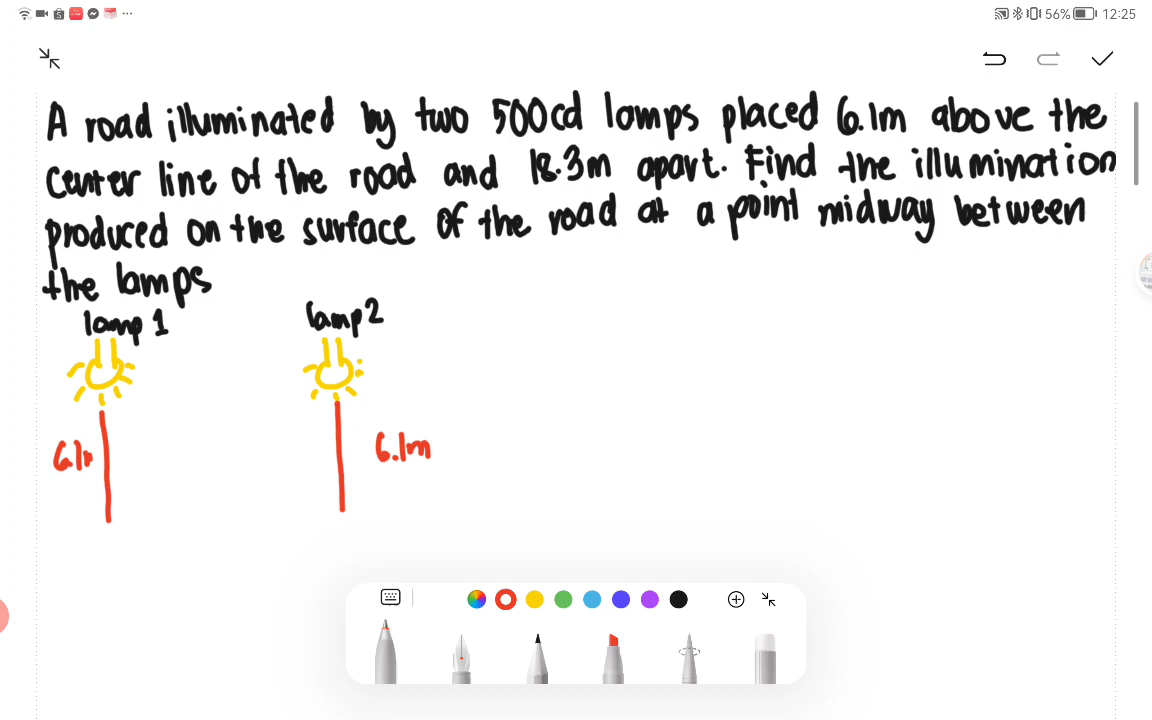 56% 12:25
A road illuminated by two 500cd lamps placed 6.1m above the
center line of the road and 18.3m apart. Find the illumination
produced on the surface of the road at a point midway between
the lamps
lamp 1 lamp 2
6.1m 6.1m